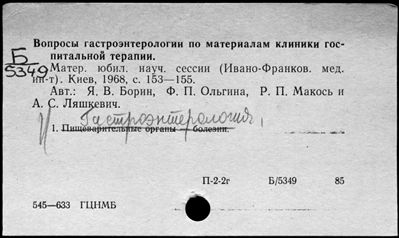 Вопросы гастроэнтерологии по материалам клиники гос-
питальной терапии.
Б
5349
Матер. юбил. науч. сессии (Ивано-Франков. мед.
ин-т). Киев, 1968, с. 153—155.
Авт.: Я. В. Борин, Ф. П. Ольгина, Р. П. Макось и
А. С. Ляшкевич.
Гастроэнтерология,
1. Пищеварительные органы — болезни.
П-2-2г Б/5349 85
545—633 ГЦНМБ